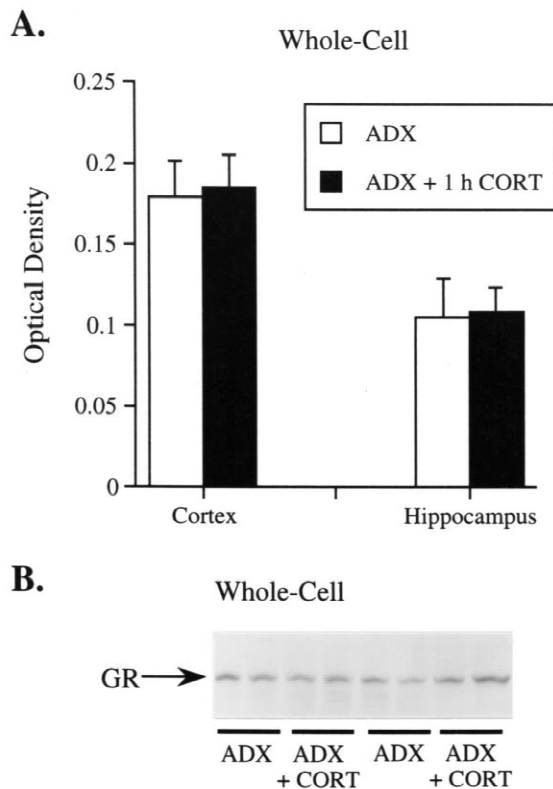 A.
Whole-Cell
0.25
0.2
0.15
0.1
0.05
0
Optical Density
ADX
ADX + 1 h CORT
Cortex
Hippocampus
B.
Whole-Cell
GR
ADX
ADX
+ CORT
ADX
ADX
+ CORT